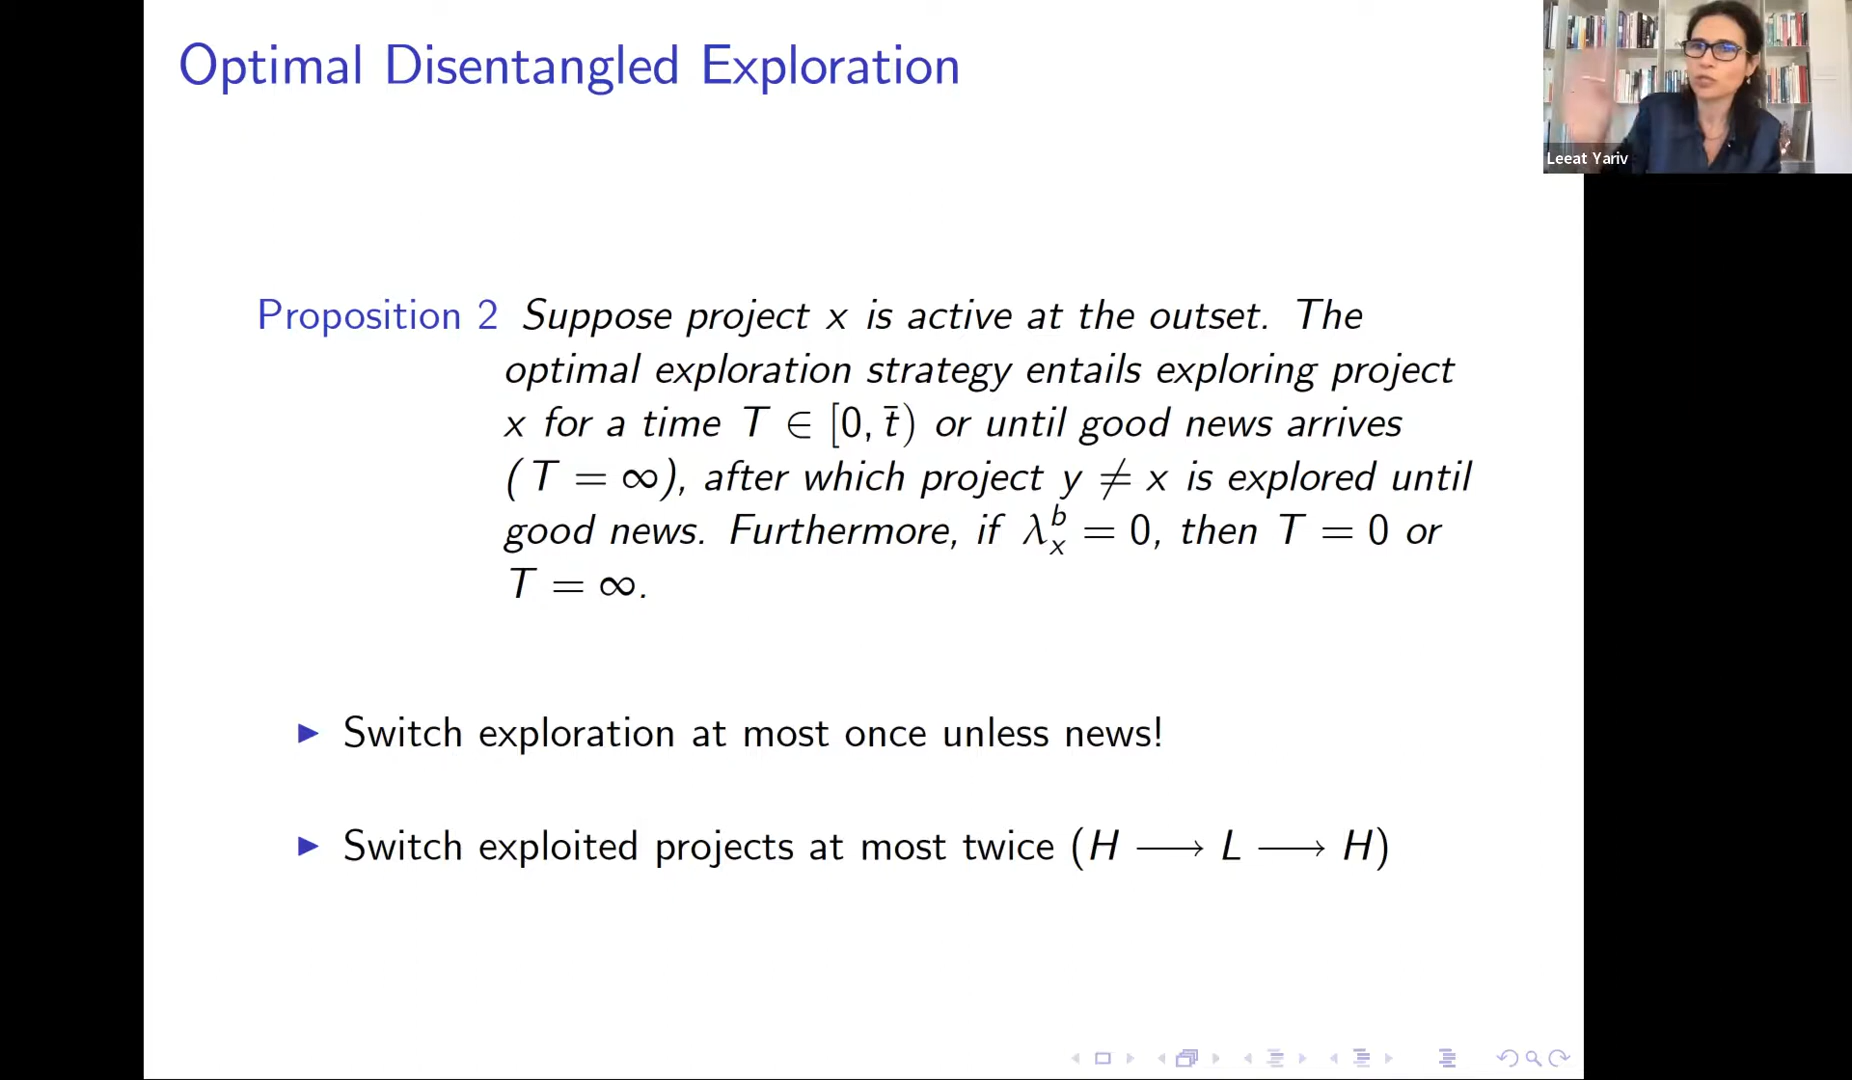 Optimal Disentangled Exploration
Leeat Yariv
Proposition 2 Suppose project x is active at the outset. The
optimal exploration strategy entails exploring project
x for a time T ∈ [0, t̄) or until good news arrives
(T = ∞), after which project y ≠ x is explored until
good news. Furthermore, if λ_x^b = 0, then T = 0 or
T = ∞.
▶ Switch exploration at most once unless news!
▶ Switch exploited projects at most twice (H ⟶ L ⟶ H)